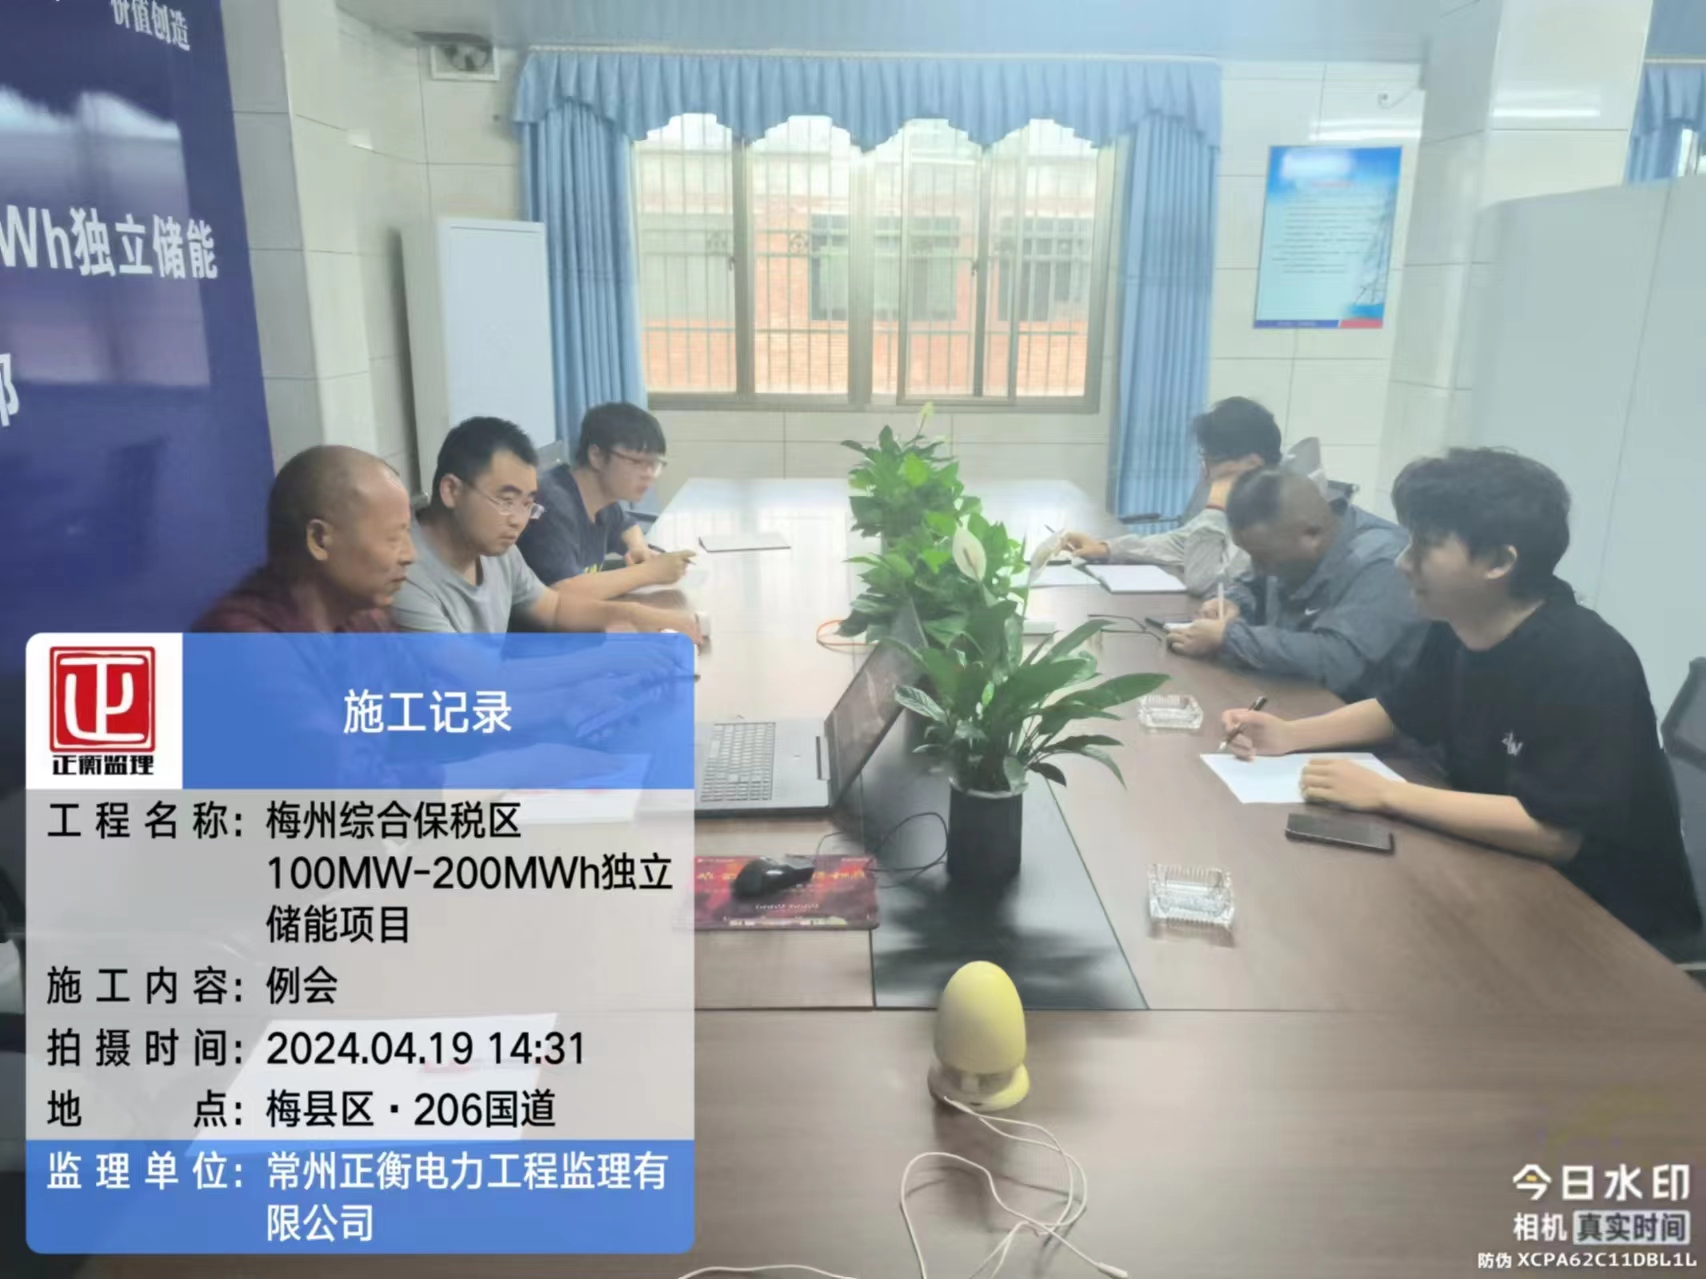 价值创造
Wh独立储能
部
正衡监理
施工记录
工程名称：梅州综合保税区
100MW-200MWh独立
储能项目
施工内容：例会
拍摄时间：2024.04.19 14:31
地点：梅县区·206国道
监理单位：常州正衡电力工程监理有
限公司
今日水印
相机 真实时间
防伪 XCPA62C11DBL1L